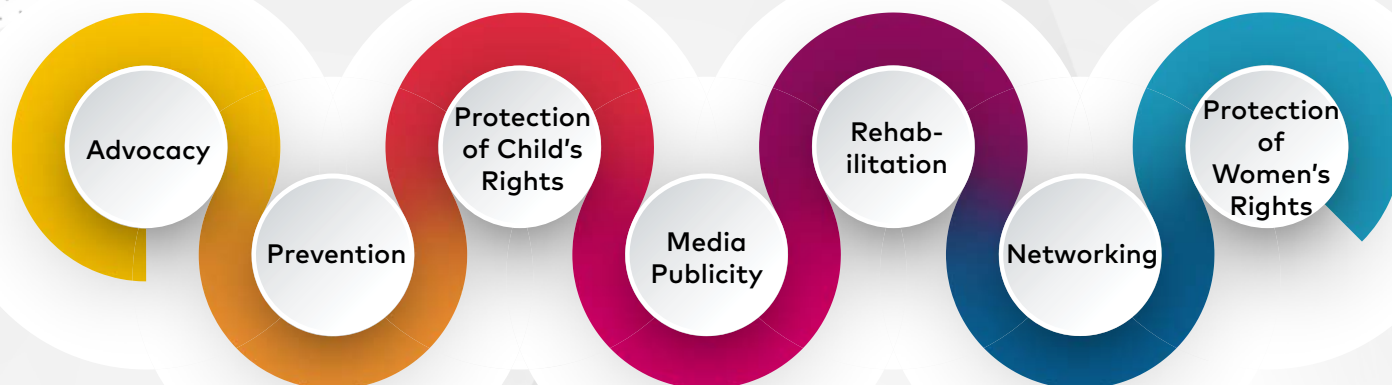 Advocacy
Prevention
Protection
of Child's
Rights
Media
Publicity
Rehab-
ilitation
Networking
Protection
of
Women's
Rights